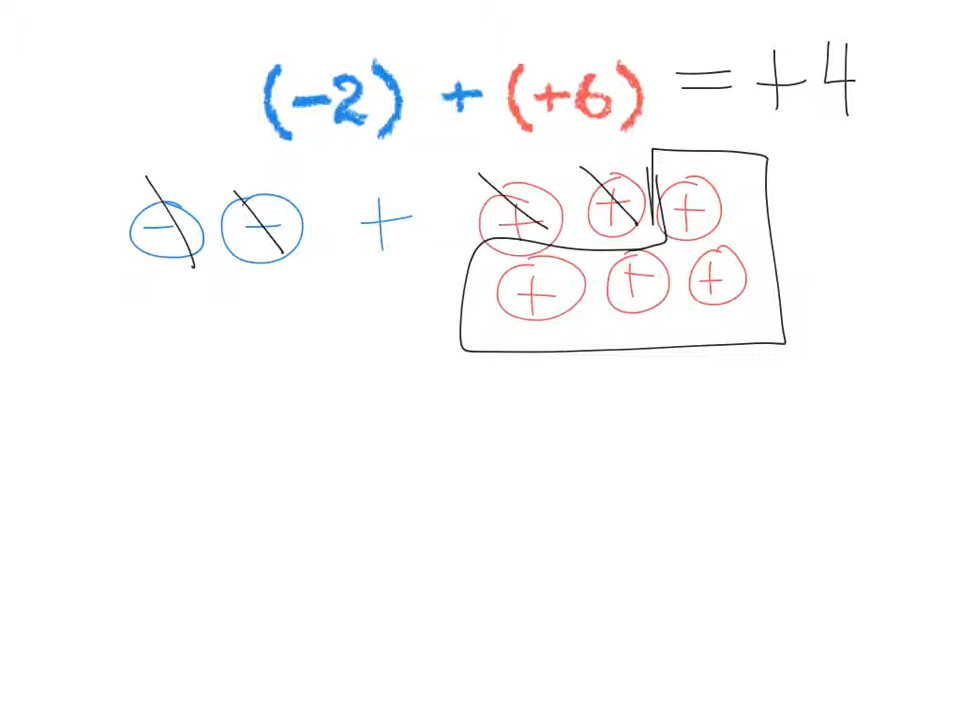 (-2) + (+6) = +4
- - + + + +
+ + +